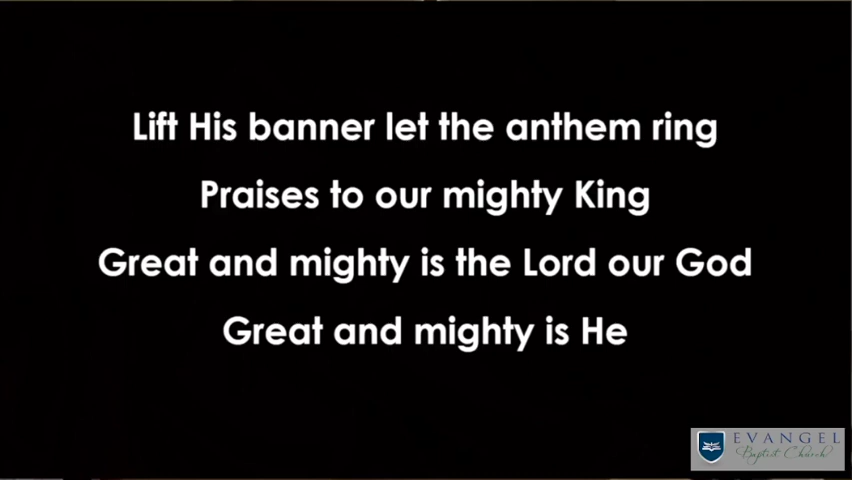 Lift His banner let the anthem ring
Praises to our mighty King
Great and mighty is the Lord our God
Great and mighty is He
EVANGEL
Baptist Church